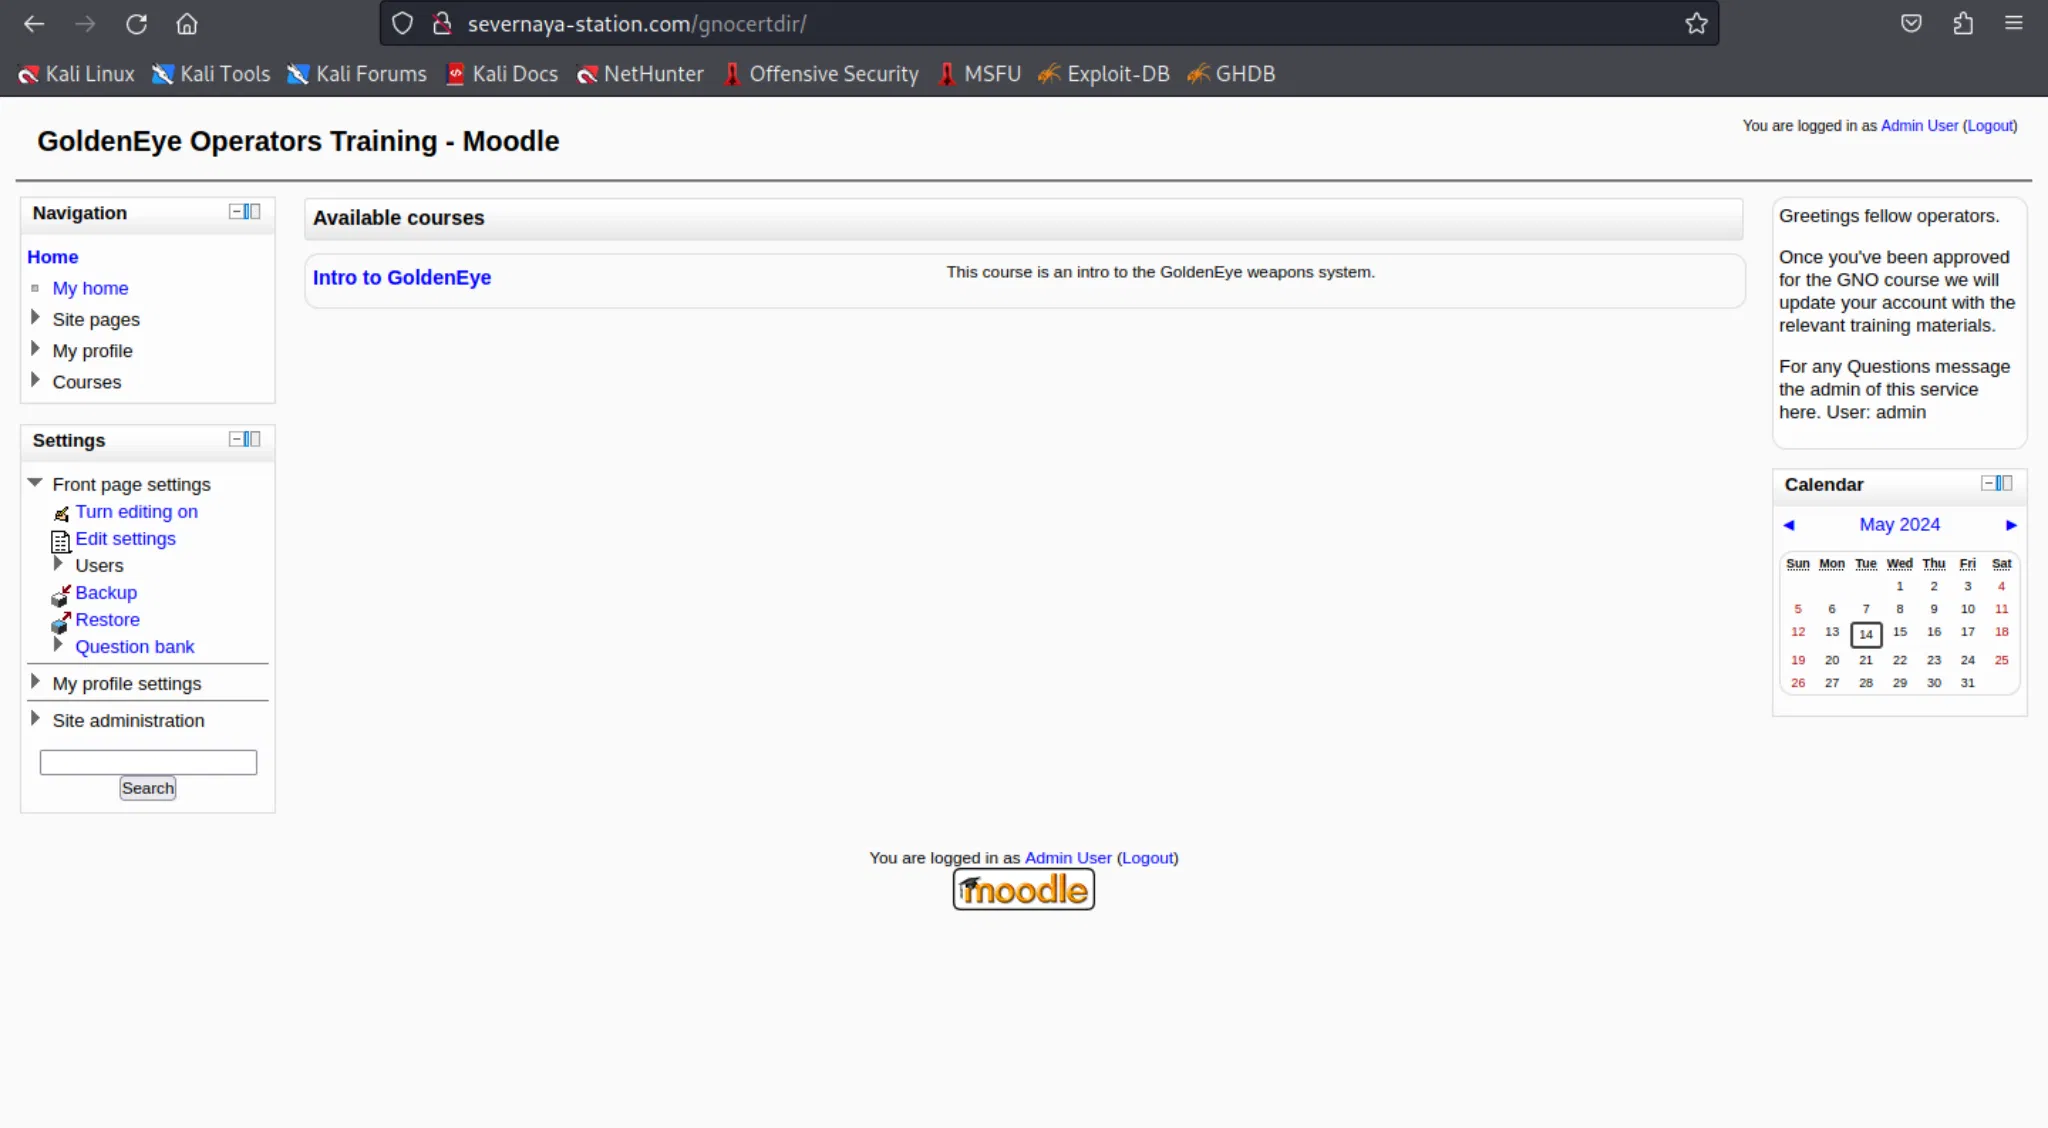 severnaya-station.com/gnocertdir/
Kali Linux Kali Tools Kali Forums Kali Docs NetHunter Offensive Security MSFU Exploit-DB GHDB
GoldenEye Operators Training - Moodle
You are logged in as Admin User (Logout)
Navigation
Home
My home
Site pages
My profile
Courses
Settings
Front page settings
Turn editing on
Edit settings
Users
Backup
Restore
Question bank
My profile settings
Site administration
Search
Available courses
Intro to GoldenEye
This course is an intro to the GoldenEye weapons system.
Greetings fellow operators.
Once you've been approved
for the GNO course we will
update your account with the
relevant training materials.
For any Questions message
the admin of this service
here. User: admin
Calendar
◄ May 2024 ►
Sun Mon Tue Wed Thu Fri Sat
1 2 3 4
5 6 7 8 9 10 11
12 13 14 15 16 17 18
19 20 21 22 23 24 25
26 27 28 29 30 31
You are logged in as Admin User (Logout)
moodle